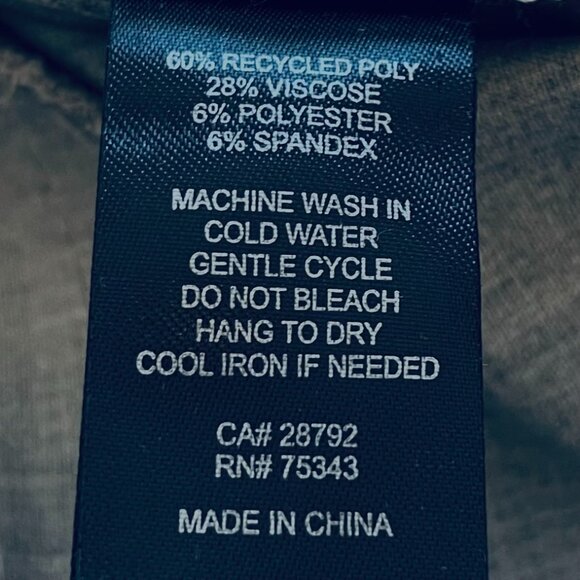 60% RECYCLED POLY
28% VISCOSE
6% POLYESTER
6% SPANDEX
MACHINE WASH IN
COLD WATER
GENTLE CYCLE
DO NOT BLEACH
HANG TO DRY
COOL IRON IF NEEDED
CA# 28792
RN# 75343
MADE IN CHINA